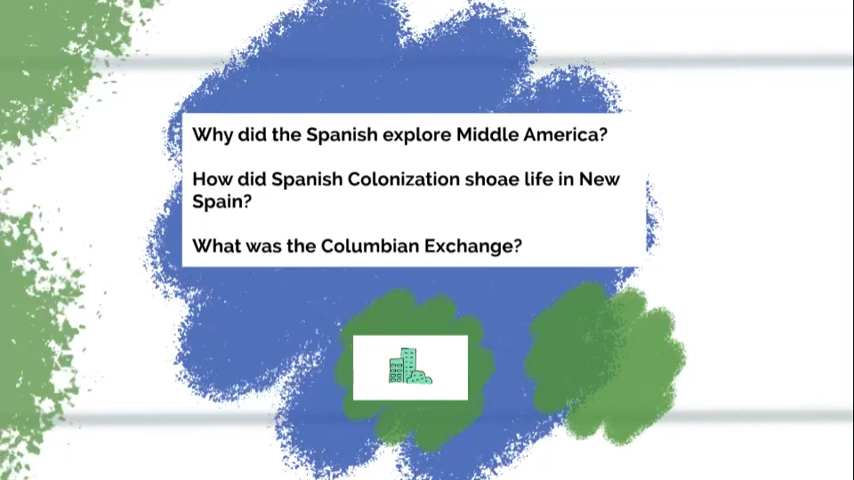 Why did the Spanish explore Middle America?
How did Spanish Colonization shoae life in New
Spain?
What was the Columbian Exchange?